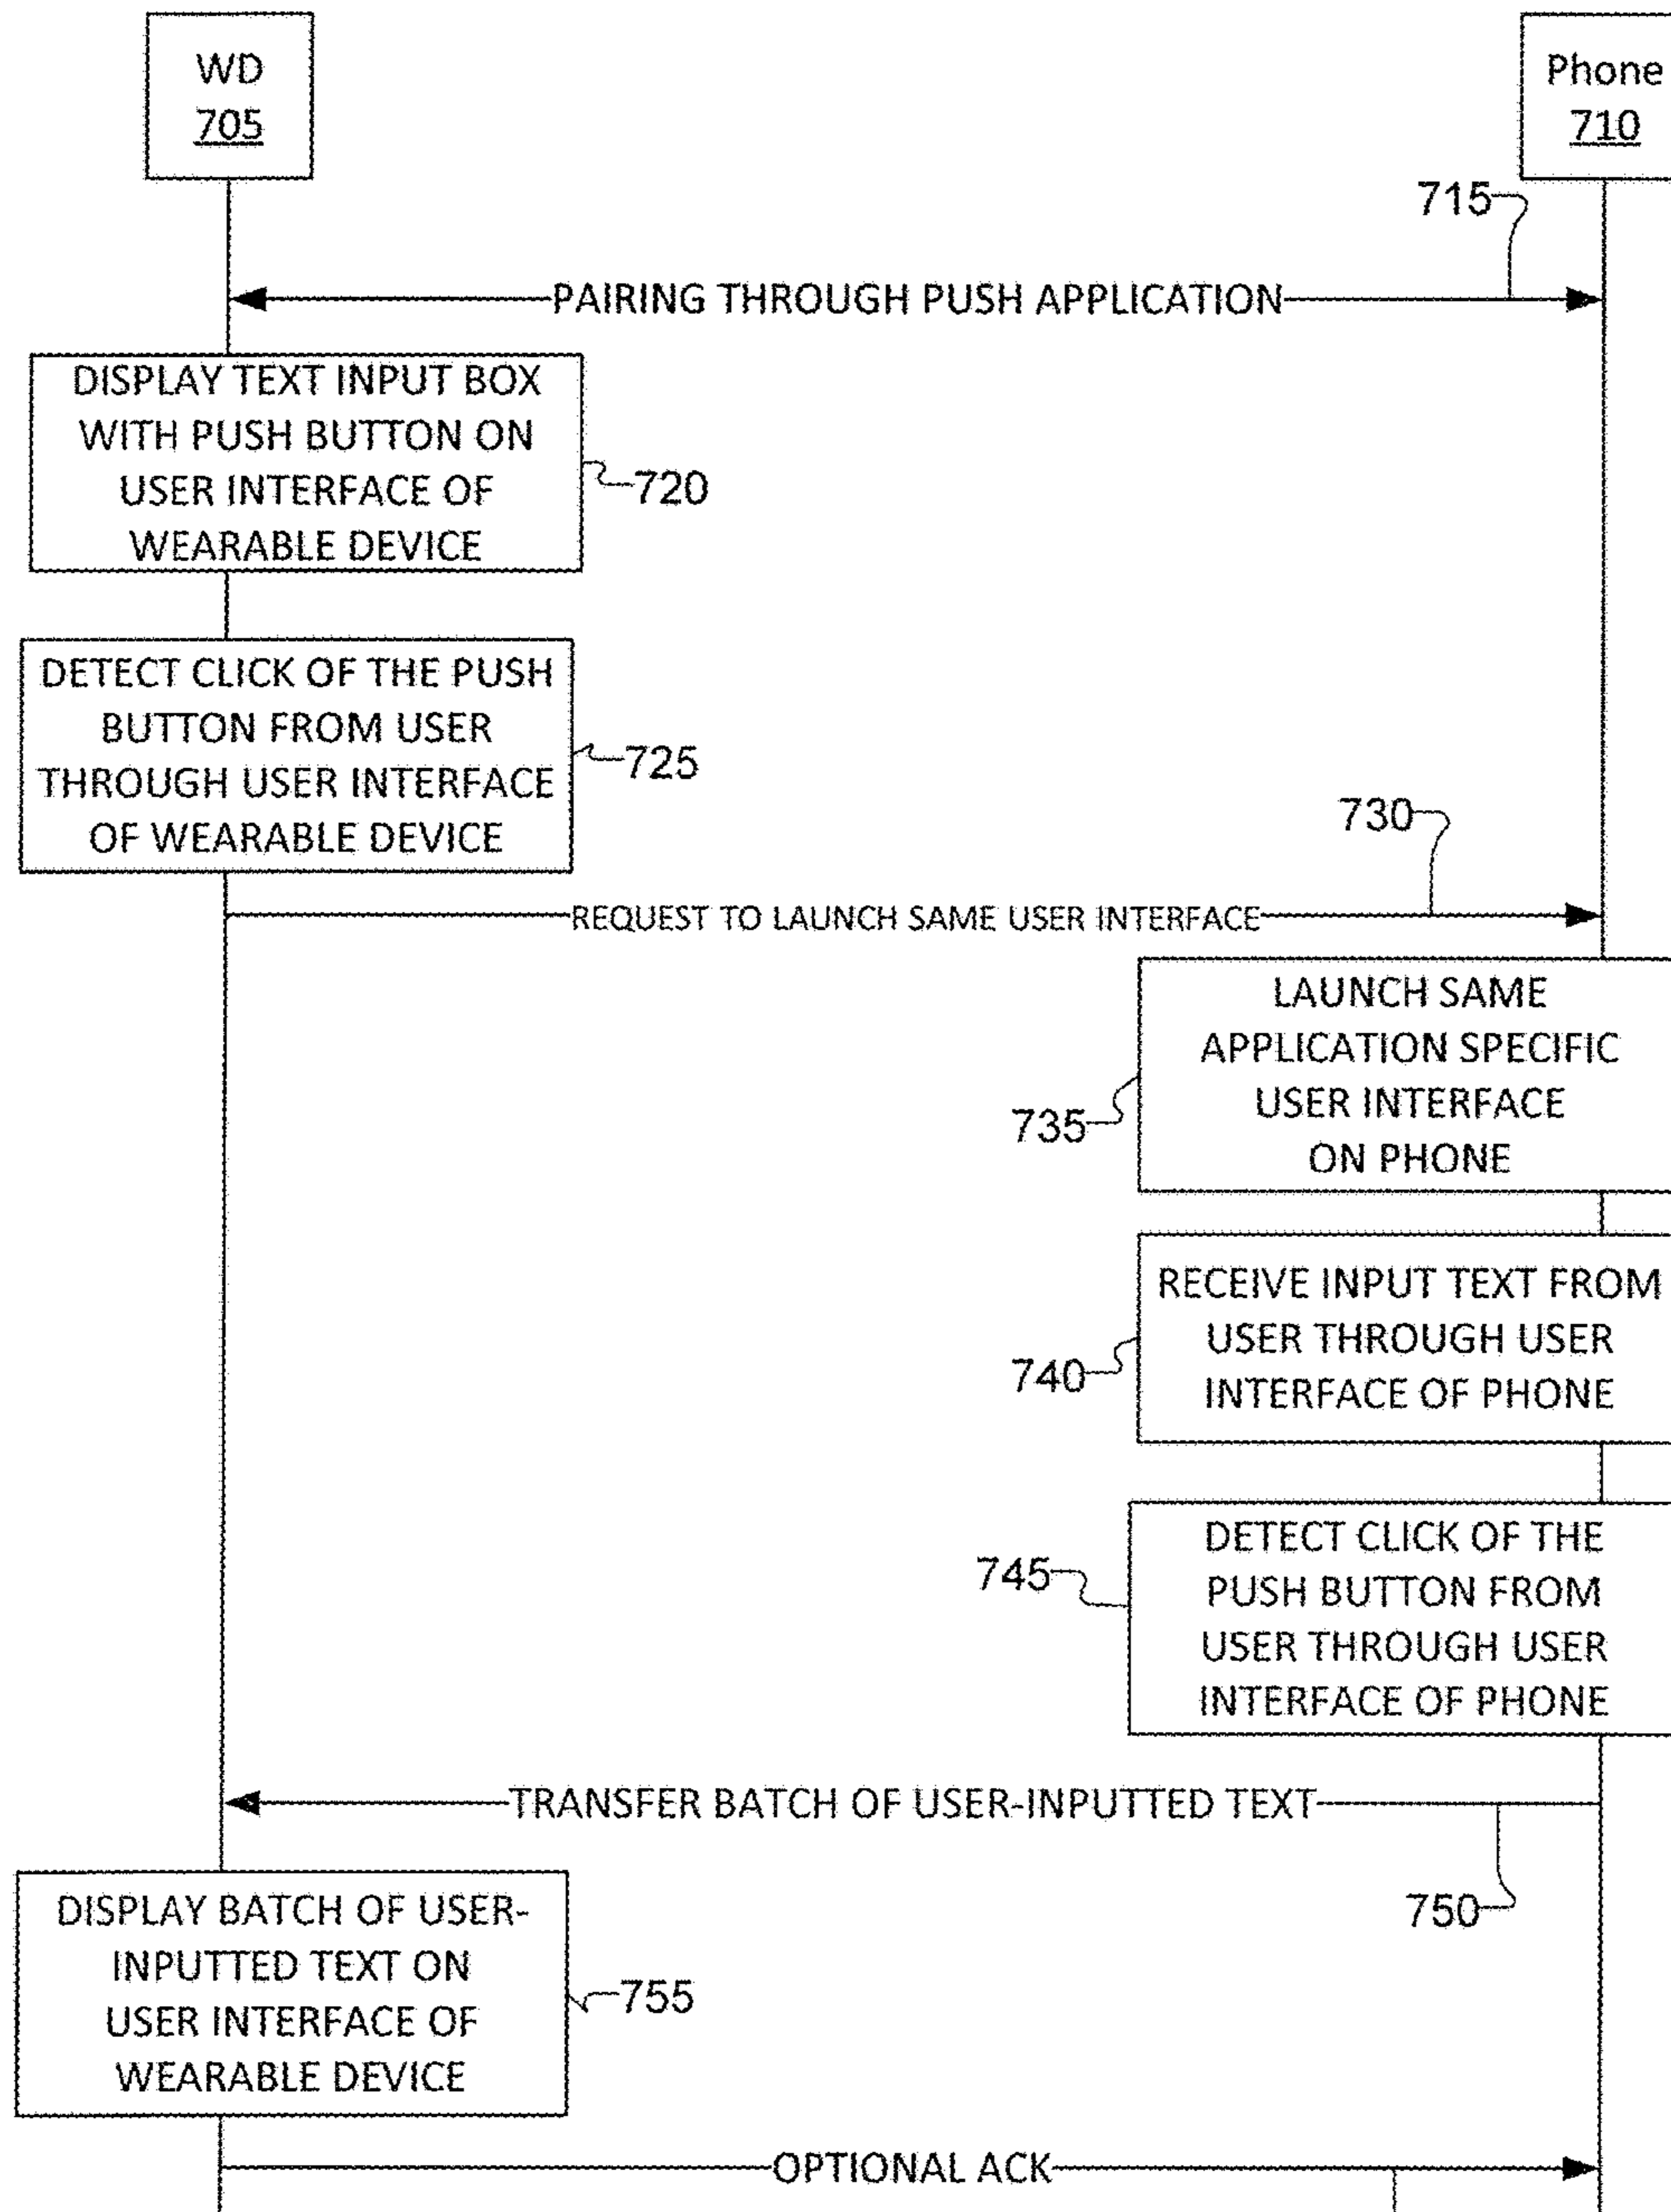 WD
705
Phone
710
715
PAIRING THROUGH PUSH APPLICATION
DISPLAY TEXT INPUT BOX
WITH PUSH BUTTON ON
USER INTERFACE OF
WEARABLE DEVICE
720
DETECT CLICK OF THE PUSH
BUTTON FROM USER
THROUGH USER INTERFACE
OF WEARABLE DEVICE
725
730
REQUEST TO LAUNCH SAME USER INTERFACE
LAUNCH SAME
APPLICATION SPECIFIC
USER INTERFACE
ON PHONE
735
RECEIVE INPUT TEXT FROM
USER THROUGH USER
INTERFACE OF PHONE
740
DETECT CLICK OF THE
PUSH BUTTON FROM
USER THROUGH USER
INTERFACE OF PHONE
745
TRANSFER BATCH OF USER-INPUTTED TEXT
750
DISPLAY BATCH OF USER-
INPUTTED TEXT ON
USER INTERFACE OF
WEARABLE DEVICE
755
OPTIONAL ACK